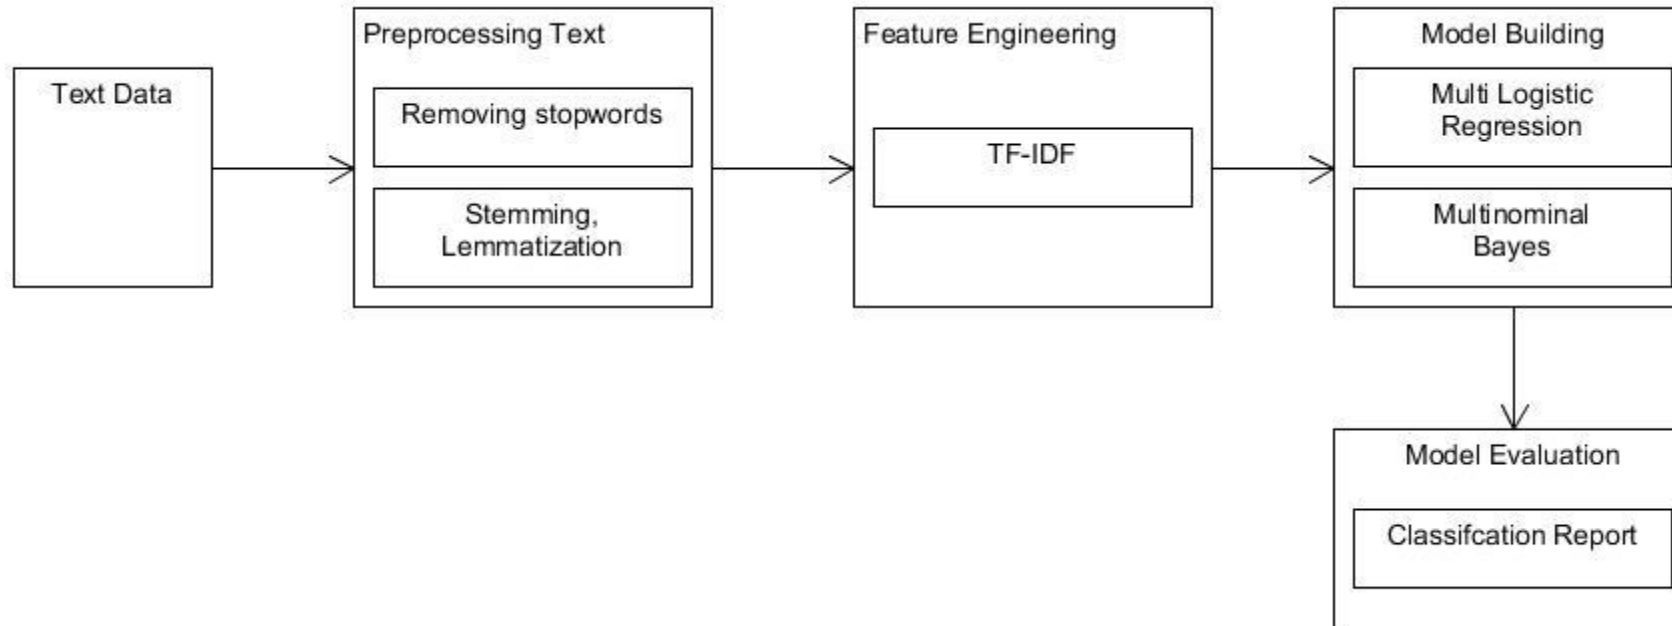 Text Data
Preprocessing Text
Removing stopwords
Stemming,
Lemmatization
Feature Engineering
TF-IDF
Model Building
Multi Logistic
Regression
Multinominal
Bayes
Model Evaluation
Classifcation Report